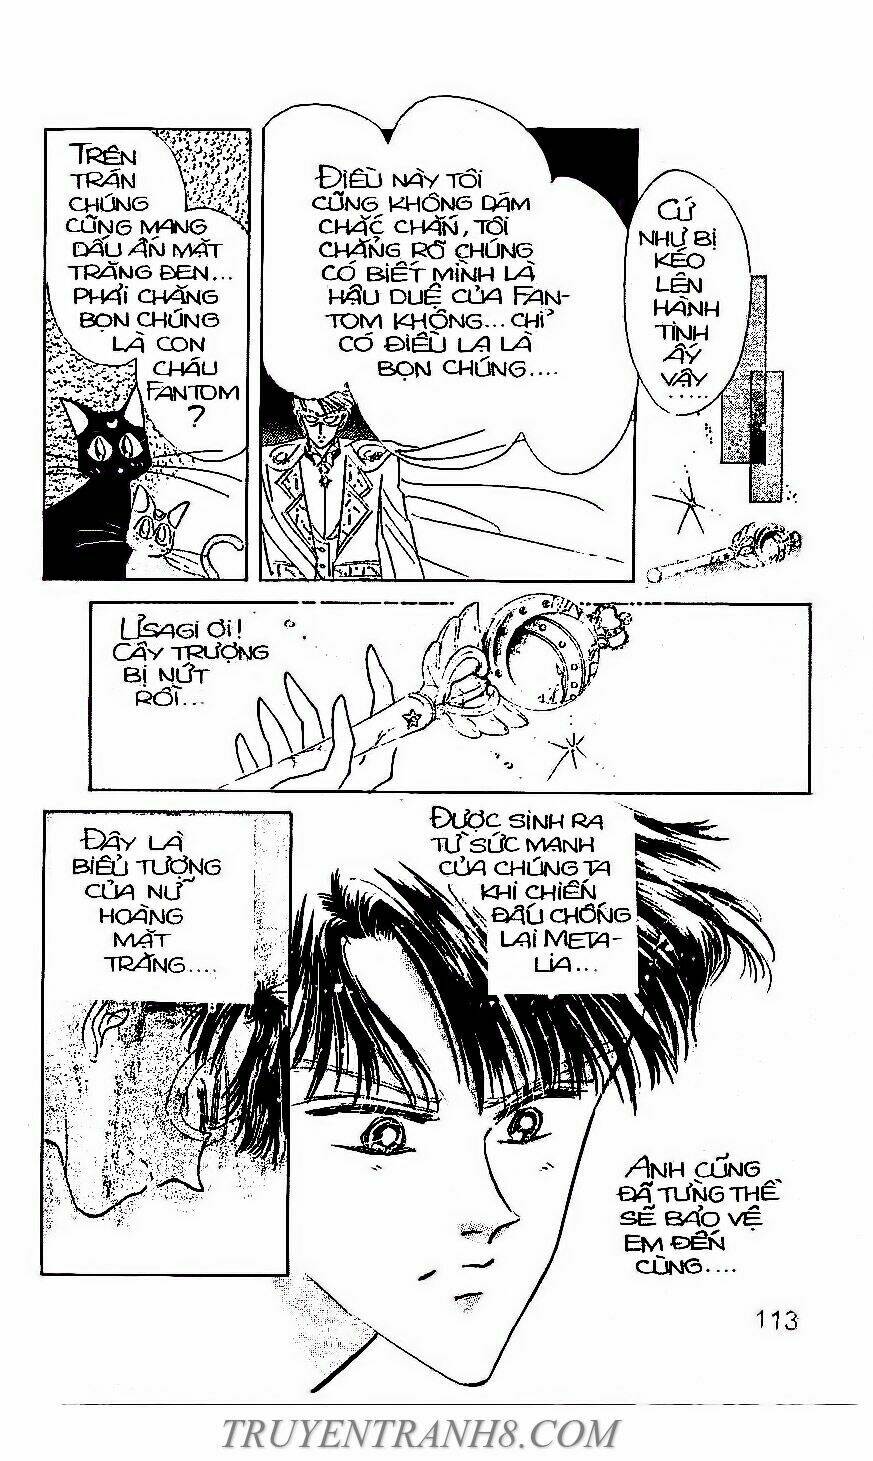 TRÊN
TRÁN
CHÚNG
CŨNG MANG
DẤU ẤN MẶT
TRĂNG ĐEN...
PHẢI CHĂNG
BỌN CHÚNG
LÀ CON
CHÁU
FANTOM
?
ĐIỀU NÀY TÔI
CŨNG KHÔNG DÁM
CHẮC CHẮN, TÔI
CHẲNG RÕ CHÚNG
CÓ BIẾT MÌNH LÀ
HẬU DUỆ CỦA FAN-
TOM KHÔNG... CHỈ
CÓ ĐIỀU LẠ LÀ
BỌN CHÚNG....
CỨ
NHƯ BỊ
KÉO
LÊN
HÀNH
TINH
ẤY
VẬY
.....
USAGI ƠI!
CÂY TRƯỢNG
BỊ NỨT
RỒI...
ĐÂY LÀ
BIỂU TƯỢNG
CỦA NỮ
HOÀNG
MẶT
TRĂNG....
ĐƯỢC SINH RA
TỪ SỨC MẠNH
CỦA CHÚNG TA
KHI CHIẾN
ĐẤU CHỐNG
LẠI META-
LIA...
ANH CŨNG
ĐÃ TỪNG THỀ
SẼ BẢO VỆ
EM ĐẾN
CÙNG....
113
TRUYENTRANH8.COM